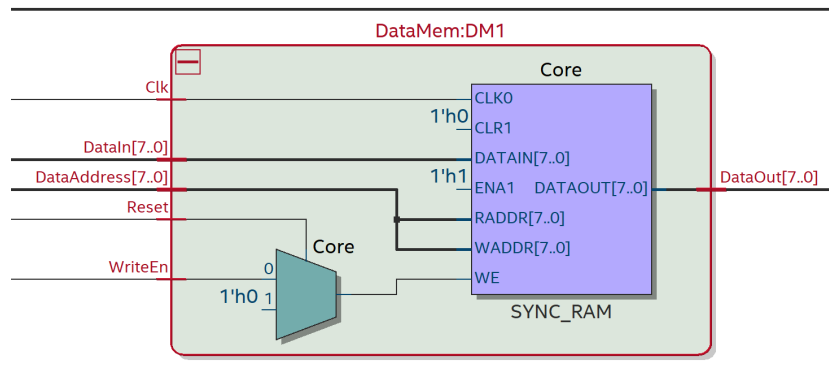 DataMem:DM1
Core
Clk
CLK0
1'h0
CLR1
DataIn[7..0]
DATAIN[7..0]
DataAddress[7..0]
1'h1
ENA1 DATAOUT[7..0]
DataOut[7..0]
Reset
RADDR[7..0]
Core
WADDR[7..0]
WriteEn
0
WE
1'h0 1
SYNC_RAM